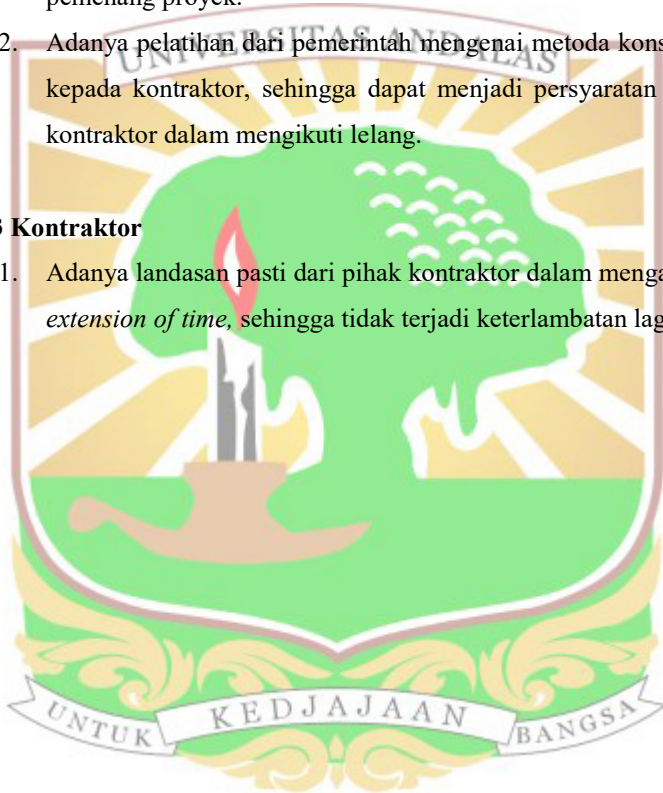 pemenang proyek.
UNIVERSITAS ANDALAS
2. Adanya pelatihan dari pemerintah mengenai metoda kons
kepada kontraktor, sehingga dapat menjadi persyaratan
kontraktor dalam mengikuti lelang.
3 Kontraktor
1. Adanya landasan pasti dari pihak kontraktor dalam menga
extension of time, sehingga tidak terjadi keterlambatan lag
UNTUK KEDJAJAAN BANGSA